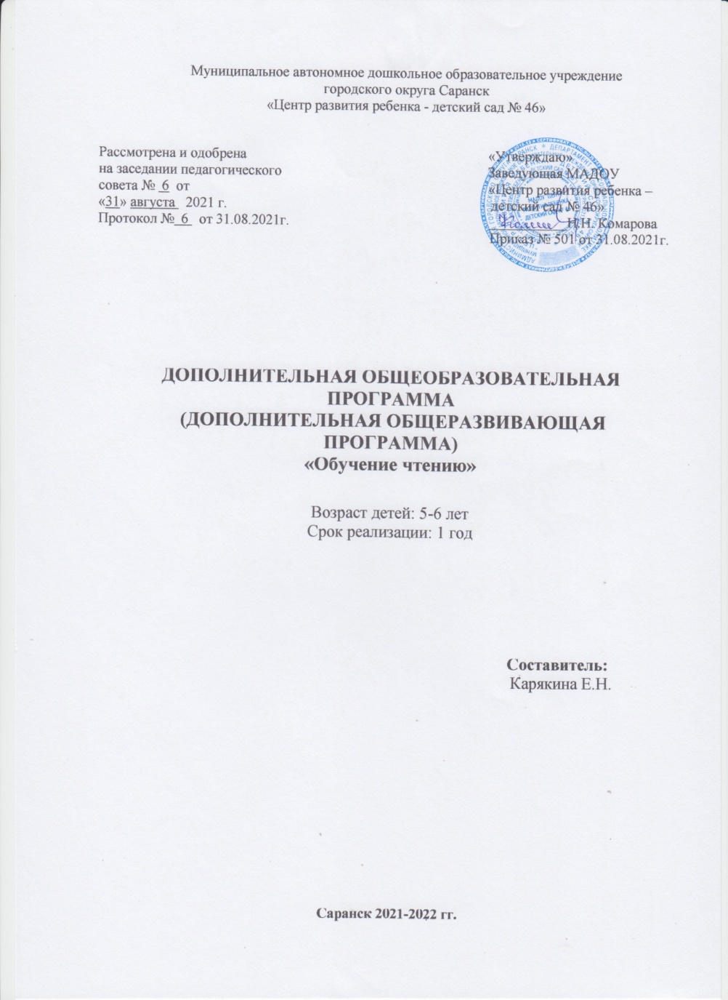 Муниципальное автономное дошкольное образовательное учреждение
городского округа Саранск
«Центр развития ребенка - детский сад № 46»
Рассмотрена и одобрена
на заседании педагогического
совета № 6 от
«31» августа 2021 г.
Протокол № 6 от 31.08.2021г.
«Утверждаю»
Заведующая МАДОУ
«Центр развития ребенка –
детский сад № 46»
Н.Н. Комарова
Приказ № 501 от 31.08.2021г.
ДОПОЛНИТЕЛЬНАЯ ОБЩЕОБРАЗОВАТЕЛЬНАЯ
ПРОГРАММА
(ДОПОЛНИТЕЛЬНАЯ ОБЩЕРАЗВИВАЮЩАЯ
ПРОГРАММА)
«Обучение чтению»
Возраст детей: 5-6 лет
Срок реализации: 1 год
Составитель:
Карякина Е.Н.
Саранск 2021-2022 гг.